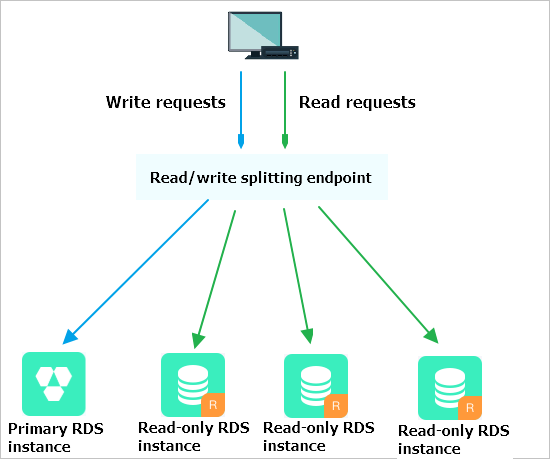 Write requests
Read requests
Read/write splitting endpoint
R
R
R
Primary RDS
instance
Read-only RDS
instance
Read-only RDS
instance
Read-only RDS
instance